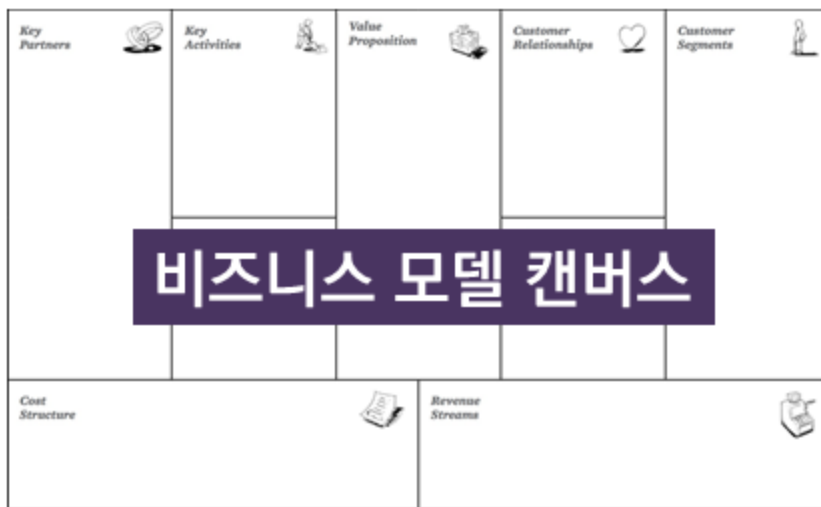 Key
Partners
Key
Activities
Value
Proposition
Customer
Relationships
Customer
Segments
비즈니스 모델 캔버스
Cost
Structure
Revenue
Streams